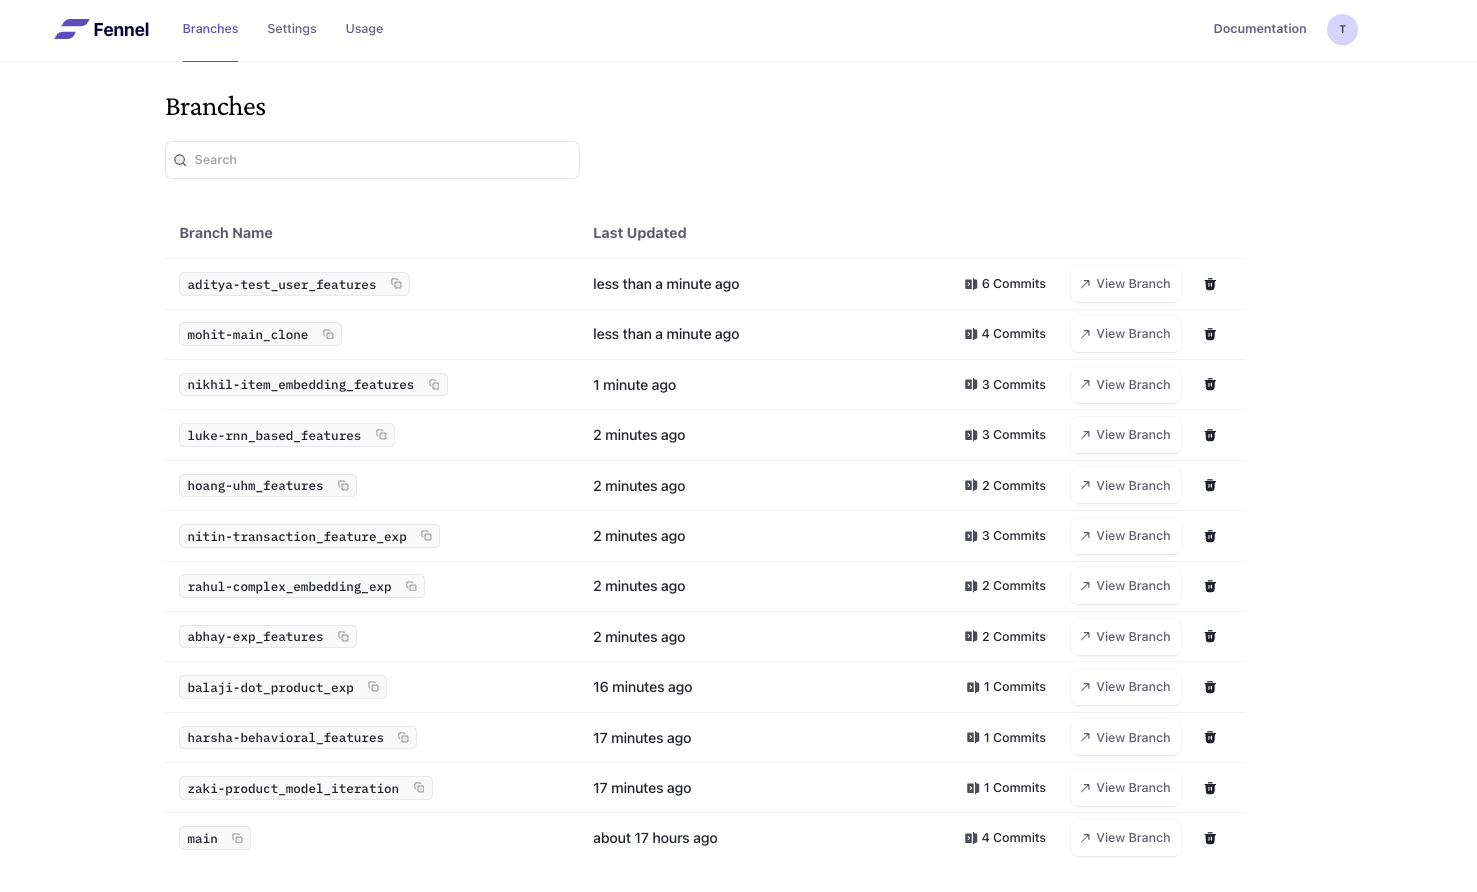 Fennel Branches Settings Usage Documentation T
Branches
Search
Branch Name Last Updated
aditya-test_user_features less than a minute ago 6 Commits View Branch
mohit-main_clone less than a minute ago 4 Commits View Branch
nikhil-item_embedding_features 1 minute ago 3 Commits View Branch
luke-rnn_based_features 2 minutes ago 3 Commits View Branch
hoang-uhm_features 2 minutes ago 2 Commits View Branch
nitin-transaction_feature_exp 2 minutes ago 3 Commits View Branch
rahul-complex_embedding_exp 2 minutes ago 2 Commits View Branch
abhay-exp_features 2 minutes ago 2 Commits View Branch
balaji-dot_product_exp 16 minutes ago 1 Commits View Branch
harsha-behavioral_features 17 minutes ago 1 Commits View Branch
zaki-product_model_iteration 17 minutes ago 1 Commits View Branch
main about 17 hours ago 4 Commits View Branch